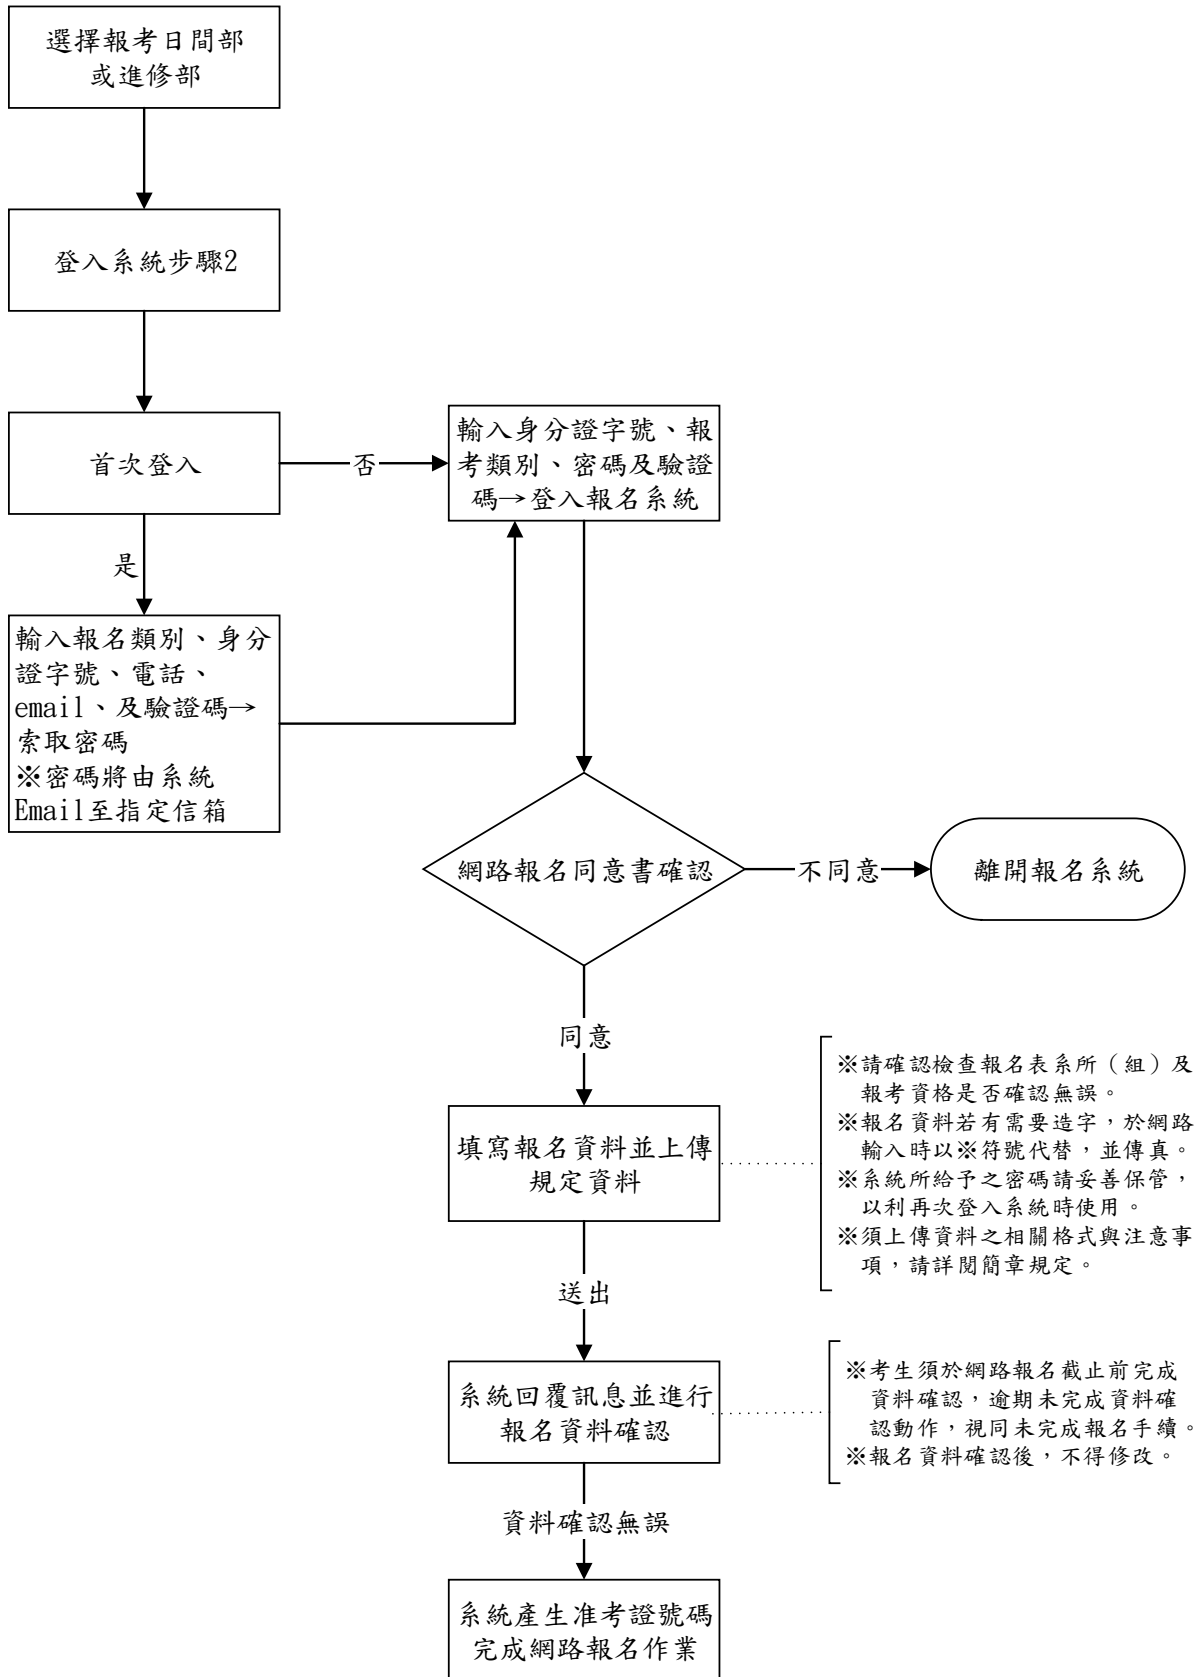 選擇報考日間部
或進修部
登入系統步驟2
首次登入
否
輸入身分證字號、報
考類別、密碼及驗證
碼→登入報名系統
是
輸入報名類別、身分
證字號、電話、
email、及驗證碼→
索取密碼
※密碼將由系統
Email至指定信箱
網路報名同意書確認
不同意
離開報名系統
同意
填寫報名資料並上傳
規定資料
※請確認檢查報名表系所（組）及
報考資格是否確認無誤。
※報名資料若有需要造字，於網路
輸入時以※符號代替，並傳真。
※系統所給予之密碼請妥善保管，
以利再次登入系統時使用。
※須上傳資料之相關格式與注意事
項，請詳閱簡章規定。
送出
系統回覆訊息並進行
報名資料確認
※考生須於網路報名截止前完成
資料確認，逾期未完成資料確
認動作，視同未完成報名手續。
※報名資料確認後，不得修改。
資料確認無誤
系統產生准考證號碼
完成網路報名作業